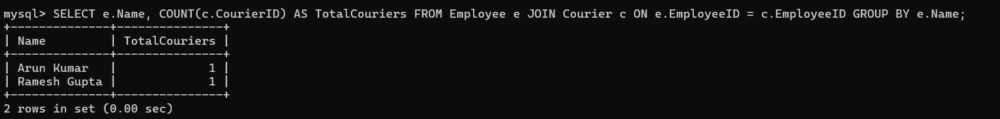 mysql> SELECT e.Name, COUNT(c.CourierID) AS TotalCouriers FROM Employee e JOIN Courier c ON e.EmployeeID = c.EmployeeID GROUP BY e.Name;
+--------------+---------------+
| Name         | TotalCouriers |
+--------------+---------------+
| Arun Kumar   |             1 |
| Ramesh Gupta |             1 |
+--------------+---------------+
2 rows in set (0.00 sec)